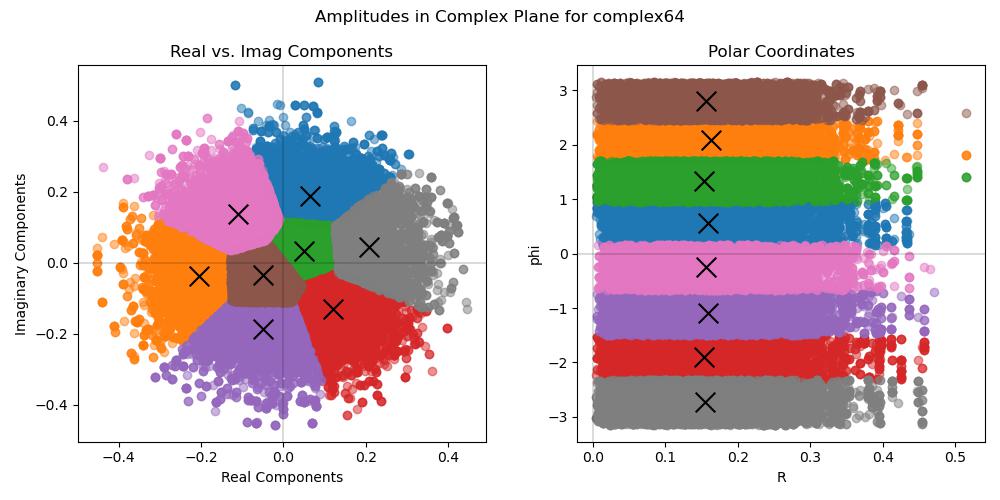 Amplitudes in Complex Plane for complex64
Real vs. Imag Components
Imaginary Components
0.4
0.2
0.0
−0.2
−0.4
−0.4 −0.2 0.0 0.2 0.4
Real Components
Polar Coordinates
phi
3
2
1
0
−1
−2
−3
0.0 0.1 0.2 0.3 0.4 0.5
R